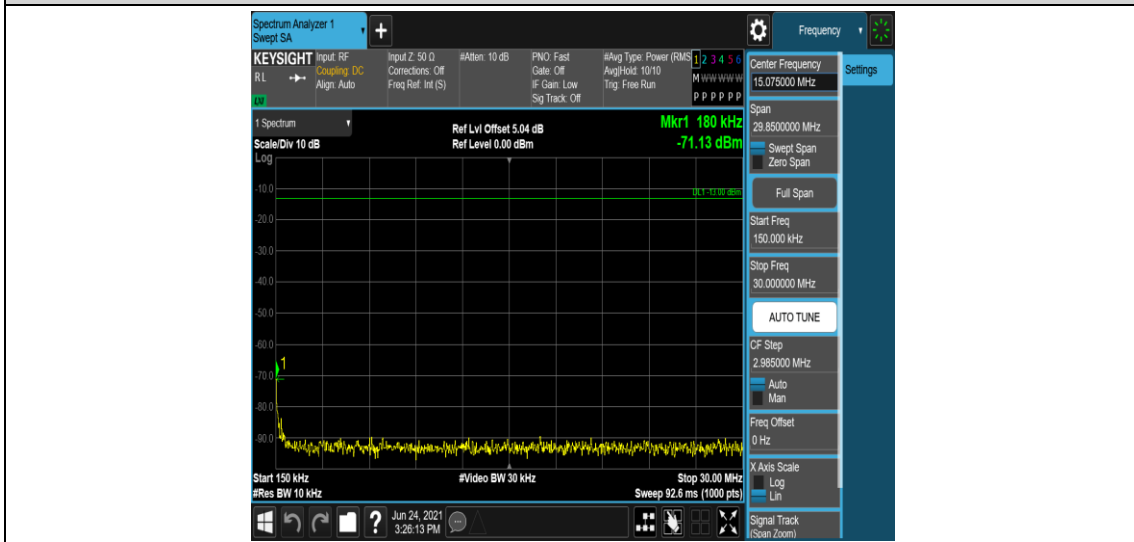 Spectrum Analyzer 1
Swept SA
+
Frequency
KEYSIGHT
RL
LXI
Input: RF
Coupling: DC
Align: Auto
Input Z: 50 Ω
Corrections: Off
Freq Ref: Int (S)
#Atten: 10 dB
PNO: Fast
Gate: Off
IF Gain: Low
Sig Track: Off
#Avg Type: Power (RMS
Avg|Hold: 10/10
Trig: Free Run
1 2 3 4 5 6
M W W W W W
P P P P P P
1 Spectrum
Scale/Div 10 dB
Log
Ref Lvl Offset 5.04 dB
Ref Level 0.00 dBm
Mkr1 180 kHz
-71.13 dBm
DL1 -13.00 dBm
-10.0
-20.0
-30.0
-40.0
-50.0
-60.0
1
-70.0
-80.0
-90.0
Start 150 kHz
#Res BW 10 kHz
#Video BW 30 kHz
Stop 30.00 MHz
Sweep 92.6 ms (1000 pts)
?
Jun 24, 2021
3:26:13 PM
Center Frequency
15.075000 MHz
Settings
Span
29.8500000 MHz
Swept Span
Zero Span
Full Span
Start Freq
150.000 kHz
Stop Freq
30.000000 MHz
AUTO TUNE
CF Step
2.985000 MHz
Auto
Man
Freq Offset
0 Hz
X Axis Scale
Log
Lin
Signal Track
(Span Zoom)